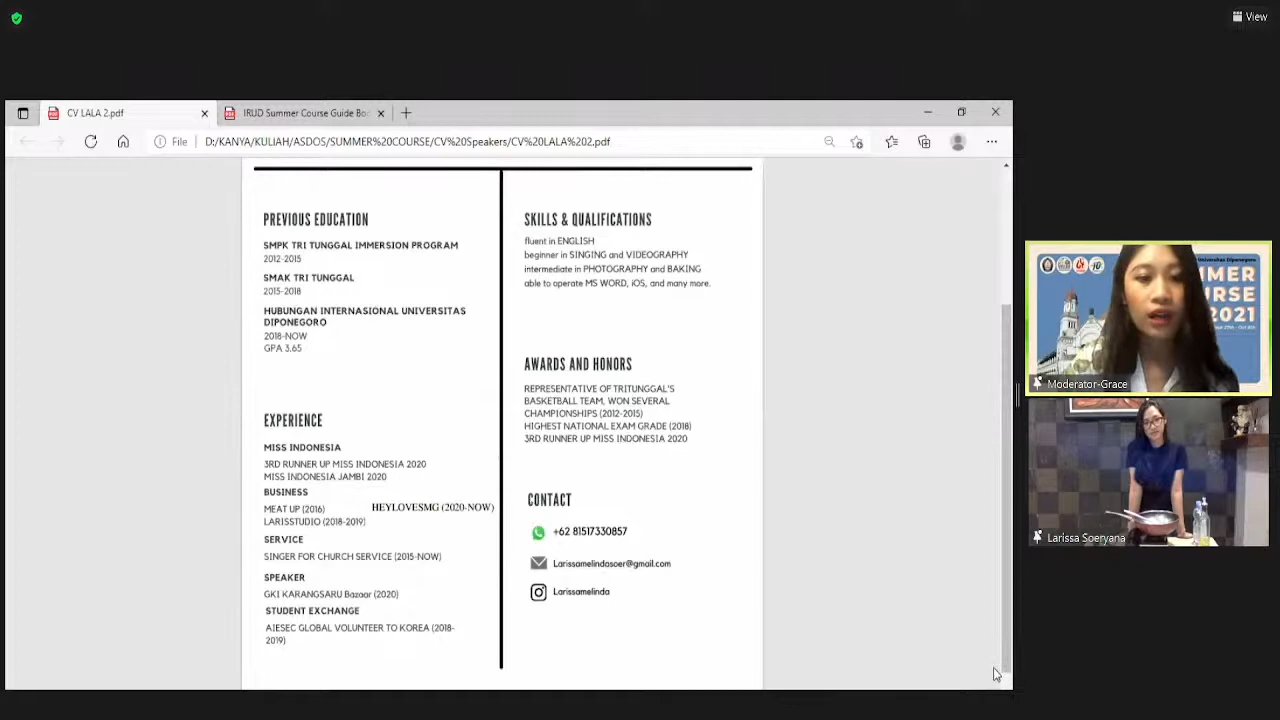 View
CV LALA 2.pdf
IRUD Summer Course Guide Boo
File
D:/KANYA/KULIAH/ASDOS/SUMMER%20COURSE/CV%20Speakers/CV%20LALA%202.pdf
PREVIOUS EDUCATION
SMPK TRI TUNGGAL IMMERSION PROGRAM
2012-2015
SMAK TRI TUNGGAL
2015-2018
HUBUNGAN INTERNASIONAL UNIVERSITAS
DIPONEGORO
2018-NOW
GPA 3.65
EXPERIENCE
MISS INDONESIA
3RD RUNNER UP MISS INDONESIA 2020
MISS INDONESIA JAMBI 2020
BUSINESS
MEAT UP (2016)
HEYLOVESMG (2020-NOW)
LARISSTUDIO (2018-2019)
SERVICE
SINGER FOR CHURCH SERVICE (2015-NOW)
SPEAKER
GKI KARANGSARU Bazaar (2020)
STUDENT EXCHANGE
AIESEC GLOBAL VOLUNTEER TO KOREA (2018-
2019)
SKILLS & QUALIFICATIONS
fluent in ENGLISH
beginner in SINGING and VIDEOGRAPHY
intermediate in PHOTOGRAPHY and BAKING
able to operate MS WORD, iOS, and many more.
AWARDS AND HONORS
REPRESENTATIVE OF TRITUNGGAL'S
BASKETBALL TEAM, WON SEVERAL
CHAMPIONSHIPS (2012-2015)
HIGHEST NATIONAL EXAM GRADE (2018)
3RD RUNNER UP MISS INDONESIA 2020
CONTACT
+62 81517330857
Larissamelindasoer@gmail.com
Larissamelinda
Universitas Diponegoro
MMER
OURSE
2021
Moderator-Grace
Larissa Soeryana